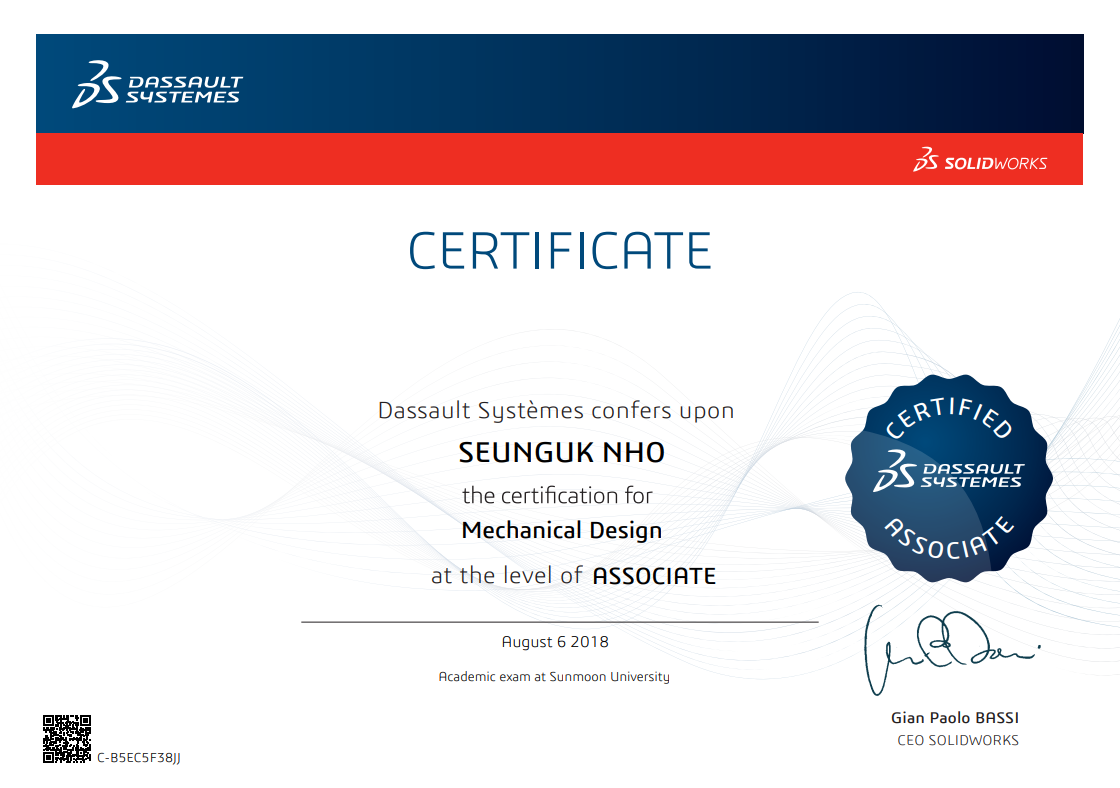 DASSAULT
SYSTEMES
SOLIDWORKS
CERTIFICATE
Dassault Systèmes confers upon
SEUNGUK NHO
the certification for
Mechanical Design
at the level of ASSOCIATE
August 6 2018
Academic exam at Sunmoon University
CERTIFIED
DASSAULT
SYSTEMES
ASSOCIATE
Gian Paolo BASSI
CEO SOLIDWORKS
C-B5EC5F38JJ